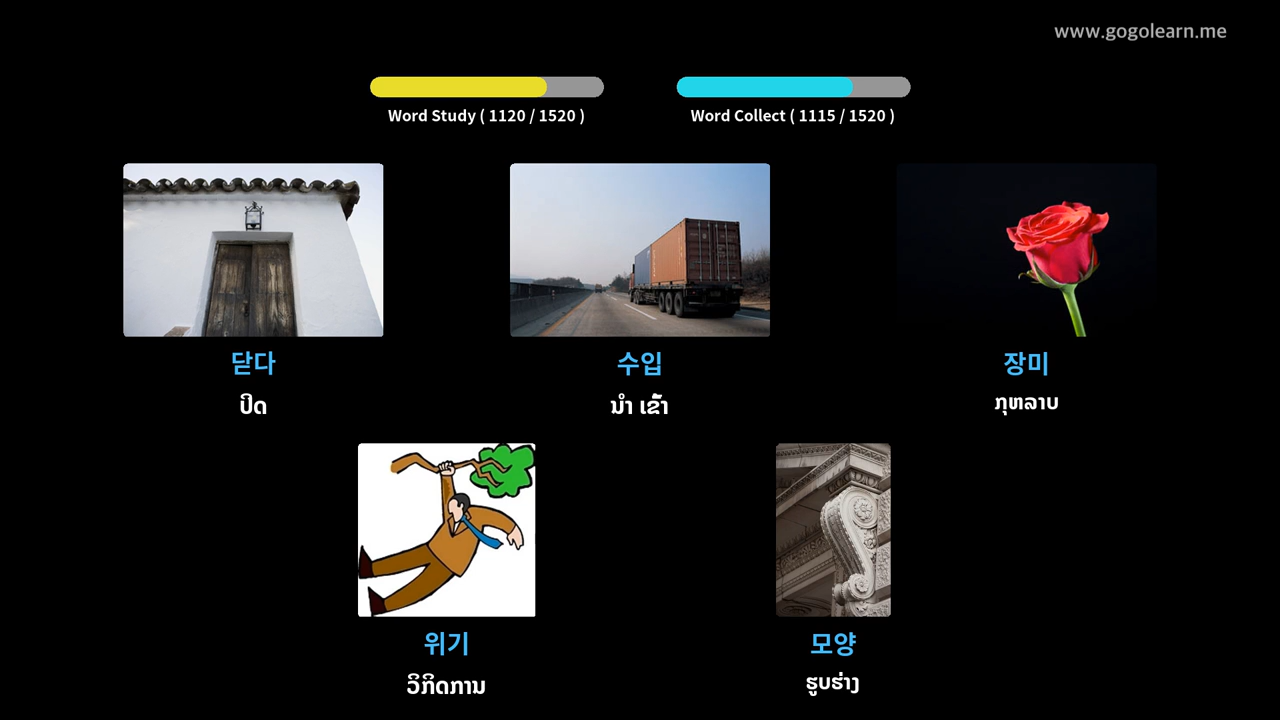 www.gogolearn.me
Word Study ( 1120 / 1520 )
Word Collect ( 1115 / 1520 )
닫다
ປິດ
수입
ນຳ ເຂົ້າ
장미
ກຸຫລາບ
위기
ວິກິດການ
모양
ຮູບຮ່າງ